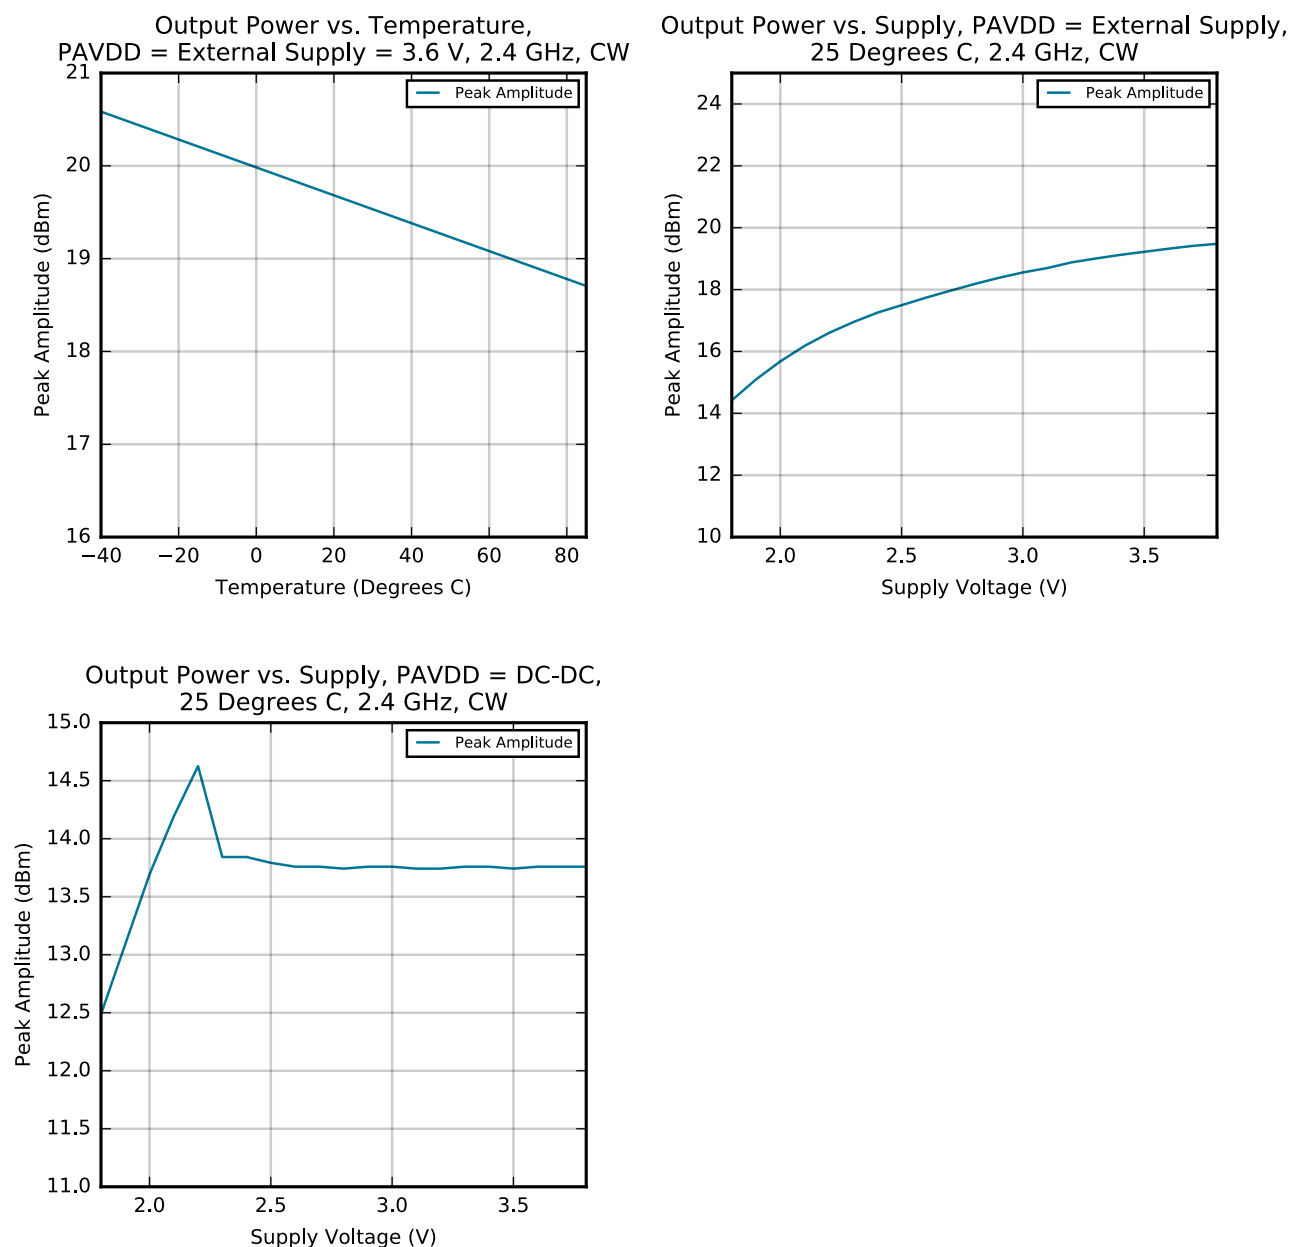 Output Power vs. Temperature,
PAVDD = External Supply = 3.6 V, 2.4 GHz, CW
21
20
19
18
17
16
Peak Amplitude (dBm)
Peak Amplitude
−40 −20 0 20 40 60 80
Temperature (Degrees C)
Output Power vs. Supply, PAVDD = External Supply,
25 Degrees C, 2.4 GHz, CW
24
22
20
18
16
14
12
10
Peak Amplitude (dBm)
Peak Amplitude
2.0 2.5 3.0 3.5
Supply Voltage (V)
Output Power vs. Supply, PAVDD = DC-DC,
25 Degrees C, 2.4 GHz, CW
15.0
14.5
14.0
13.5
13.0
12.5
12.0
11.5
11.0
Peak Amplitude (dBm)
Peak Amplitude
2.0 2.5 3.0 3.5
Supply Voltage (V)